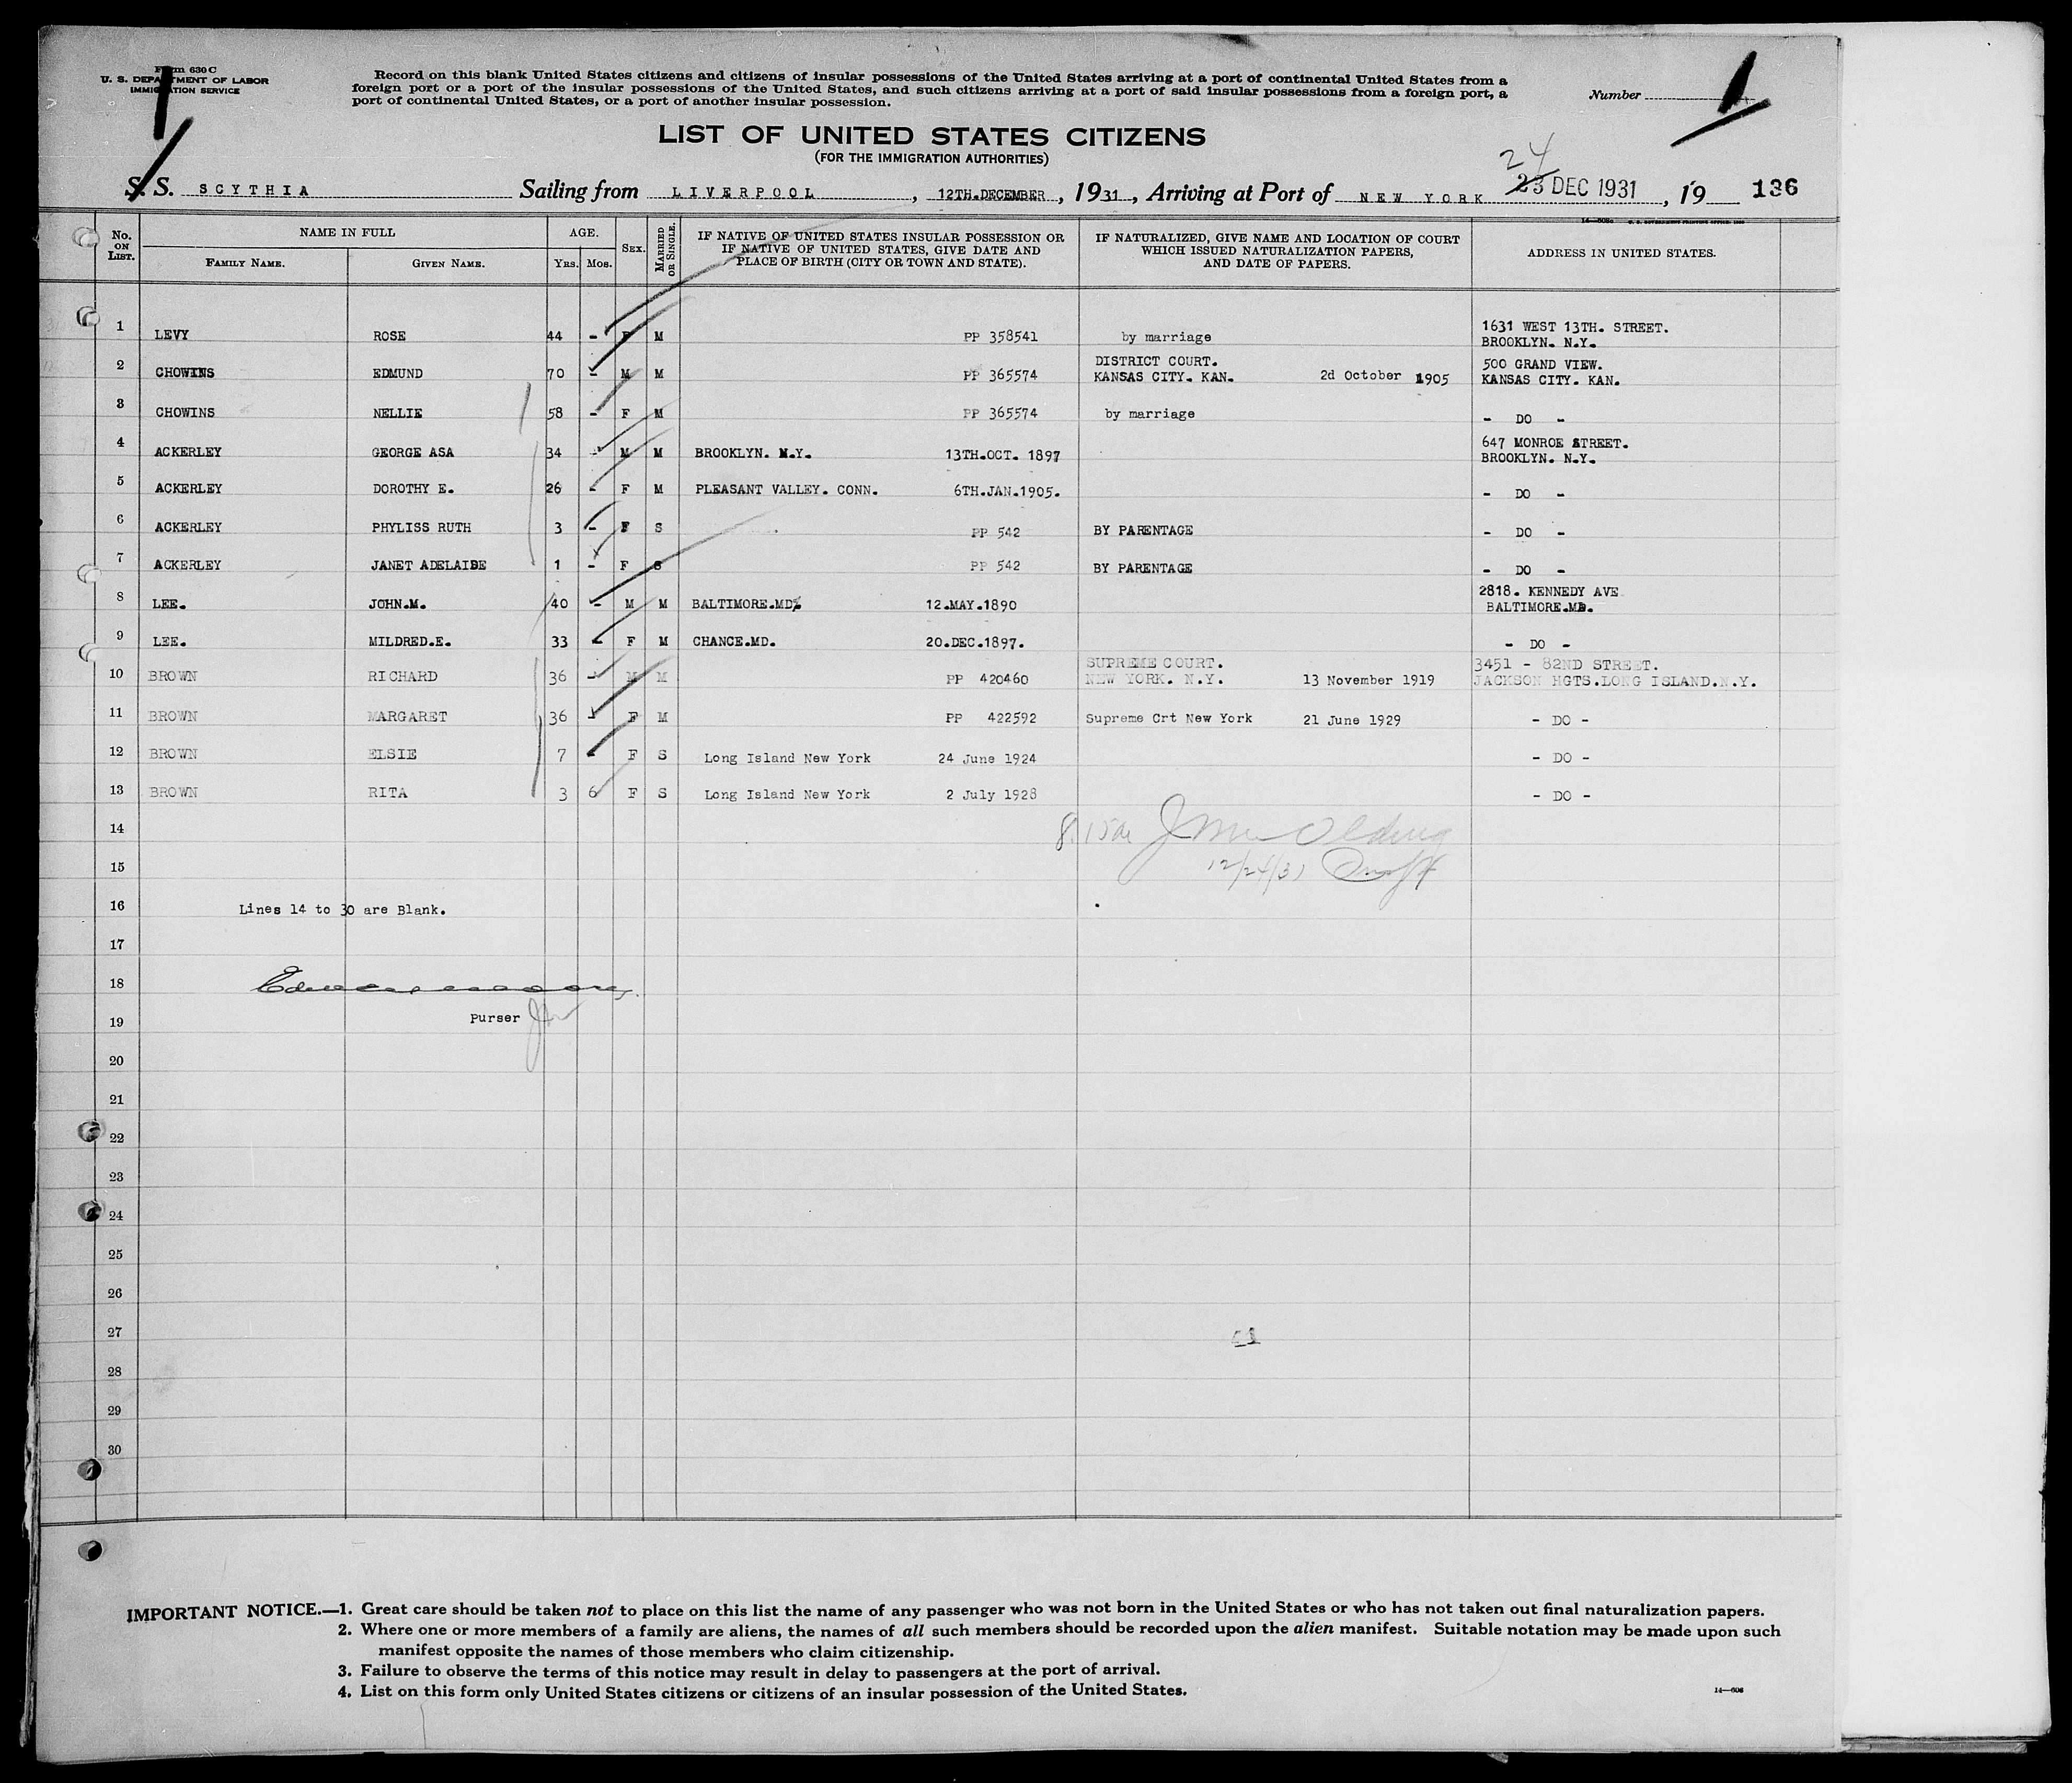 Form 630 C
U. S. DEPARTMENT OF LABOR
IMMIGRATION SERVICE
Record on this blank United States citizens and citizens of insular possessions of the United States arriving at a port of continental United States from a
foreign port or a port of the insular possessions of the United States, and such citizens arriving at a port of said insular possessions from a foreign port, a
port of continental United States, or a port of another insular possession.
Number 1
LIST OF UNITED STATES CITIZENS
(FOR THE IMMIGRATION AUTHORITIES)
24
S. S. SCYTHIA Sailing from LIVERPOOL, 12TH.DECEMBER, 1931, Arriving at Port of NEW YORK 23 DEC 1931, 19 136
No. ON LIST. NAME IN FULL AGE. SEX. MARRIED OR SINGLE. IF NATIVE OF UNITED STATES INSULAR POSSESSION OR IF NATIVE OF UNITED STATES, GIVE DATE AND PLACE OF BIRTH (CITY OR TOWN AND STATE). IF NATURALIZED, GIVE NAME AND LOCATION OF COURT WHICH ISSUED NATURALIZATION PAPERS, AND DATE OF PAPERS. ADDRESS IN UNITED STATES.
FAMILY NAME. GIVEN NAME. YRS. MOS.
1 LEVY ROSE 44 - F M PP 358541 by marriage 1631 WEST 13TH. STREET. BROOKLYN. N.Y.
2 CHOWINS EDMUND 70 - M M PP 365574 DISTRICT COURT. KANSAS CITY. KAN. 2d October 1905 500 GRAND VIEW. KANSAS CITY. KAN.
3 CHOWINS NELLIE 58 - F M PP 365574 by marriage - DO -
4 ACKERLEY GEORGE ASA 34 - M M BROOKLYN. N.Y. 13TH.OCT. 1897 647 MONROE STREET. BROOKLYN. N.Y.
5 ACKERLEY DOROTHY E. 26 - F M PLEASANT VALLEY. CONN. 6TH.JAN.1905. - DO -
6 ACKERLEY PHYLISS RUTH 3 - F S PP 542 BY PARENTAGE - DO -
7 ACKERLEY JANET ADELAIDE 1 - F S PP 542 BY PARENTAGE - DO -
8 LEE. JOHN.M. 40 - M M BALTIMORE.MD. 12.MAY.1890 2818. KENNEDY AVE BALTIMORE.MD.
9 LEE. MILDRED.E. 33 - F M CHANCE.MD. 20.DEC.1897. - DO -
10 BROWN RICHARD 36 - M M PP 420460 SUPREME COURT. NEW YORK. N.Y. 13 November 1919 3451 - 82ND STREET. JACKSON HGTS.LONG ISLAND.N.Y.
11 BROWN MARGARET 36 - F M PP 422592 Supreme Crt New York 21 June 1929 - DO -
12 BROWN ELSIE 7 - F S Long Island New York 24 June 1924 - DO -
13 BROWN RITA 3 6 F S Long Island New York 2 July 1928 - DO -
14
15 12/24/31
16 Lines 14 to 30 are Blank.
17
18
19 Purser
20
21
22
23
24
25
26
27
28
29
30
IMPORTANT NOTICE.—1. Great care should be taken not to place on this list the name of any passenger who was not born in the United States or who has not taken out final naturalization papers.
2. Where one or more members of a family are aliens, the names of all such members should be recorded upon the alien manifest. Suitable notation may be made upon such
manifest opposite the names of those members who claim citizenship.
3. Failure to observe the terms of this notice may result in delay to passengers at the port of arrival.
4. List on this form only United States citizens or citizens of an insular possession of the United States.
14—608